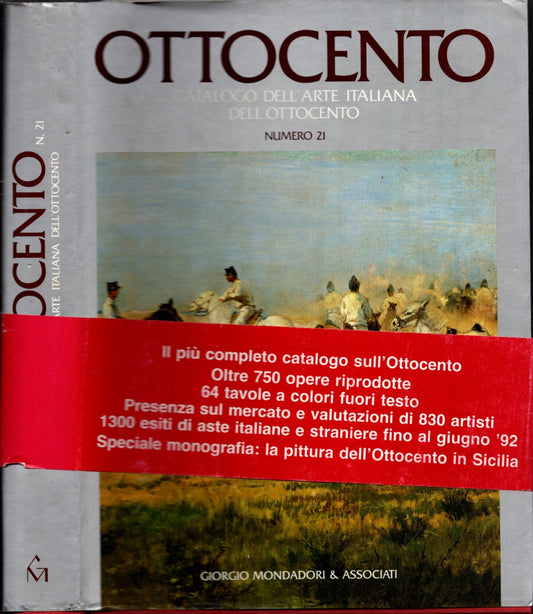 OTTOCENTO
CATALOGO DELL'ARTE ITALIANA
DELL'OTTOCENTO
NUMERO 21
Il più completo catalogo sull'Ottocento
Oltre 750 opere riprodotte
64 tavole a colori fuori testo
Presenza sul mercato e valutazioni di 830 artisti
1300 esiti di aste italiane e straniere fino al giugno '92
Speciale monografia: la pittura dell'Ottocento in Sicilia
GIORGIO MONDADORI & ASSOCIATI
OCENTO
N. 21
ARTE ITALIANA DELL'OTTOCENTO